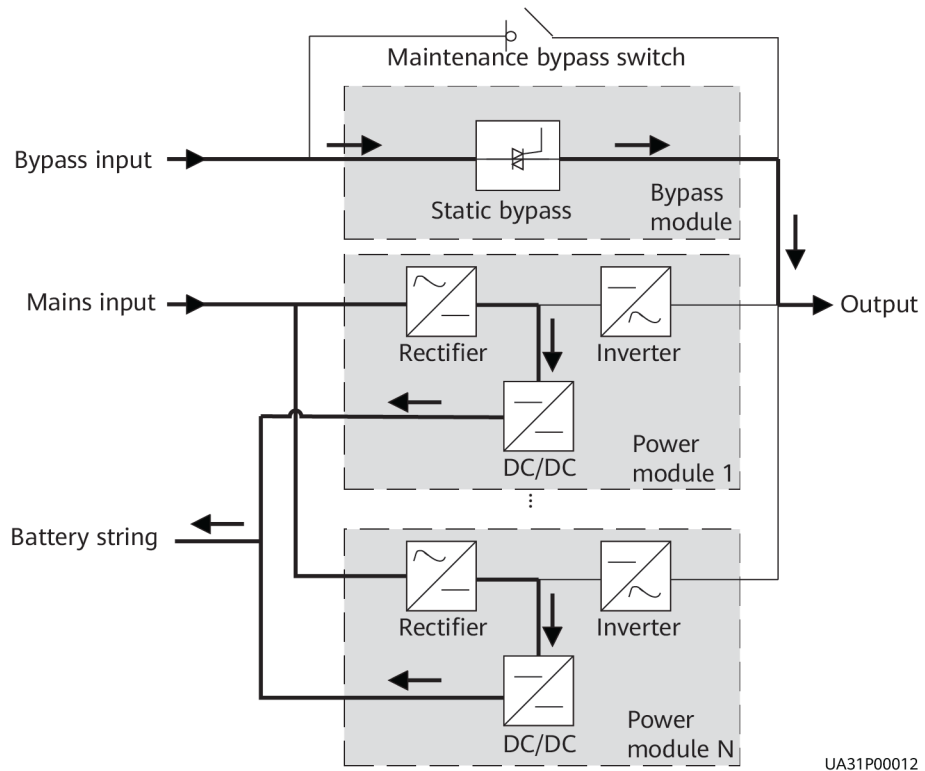 Maintenance bypass switch
Bypass input
Static bypass
Bypass
module
Mains input
Output
Rectifier
Inverter
Power
module 1
DC/DC
Battery string
Rectifier
Inverter
Power
module N
DC/DC
UA31P00012